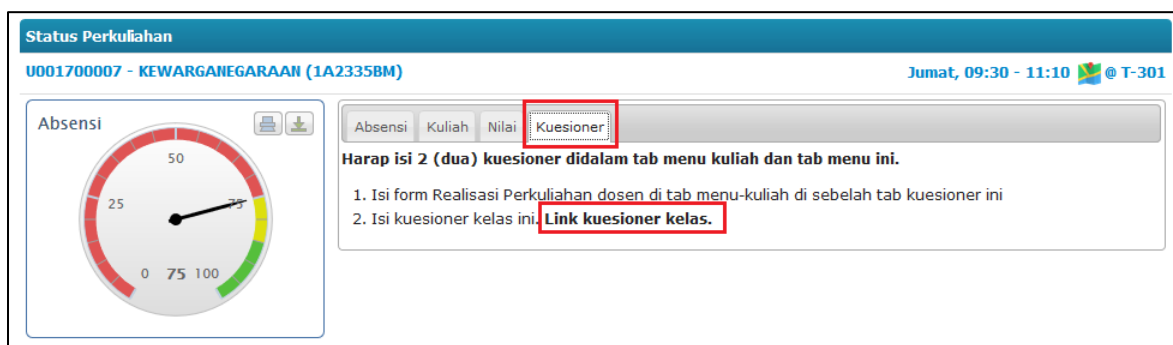 Status Perkuliahan
U001700007 - KEWARGANEGARAAN (1A2335BM)
Jumat, 09:30 - 11:10 @ T-301
Absensi
50
25
75
0 75 100
Absensi Kuliah Nilai Kuesioner
Harap isi 2 (dua) kuesioner didalam tab menu kuliah dan tab menu ini.
1. Isi form Realisasi Perkuliahan dosen di tab menu-kuliah di sebelah tab kuesioner ini
2. Isi kuesioner kelas ini. Link kuesioner kelas.